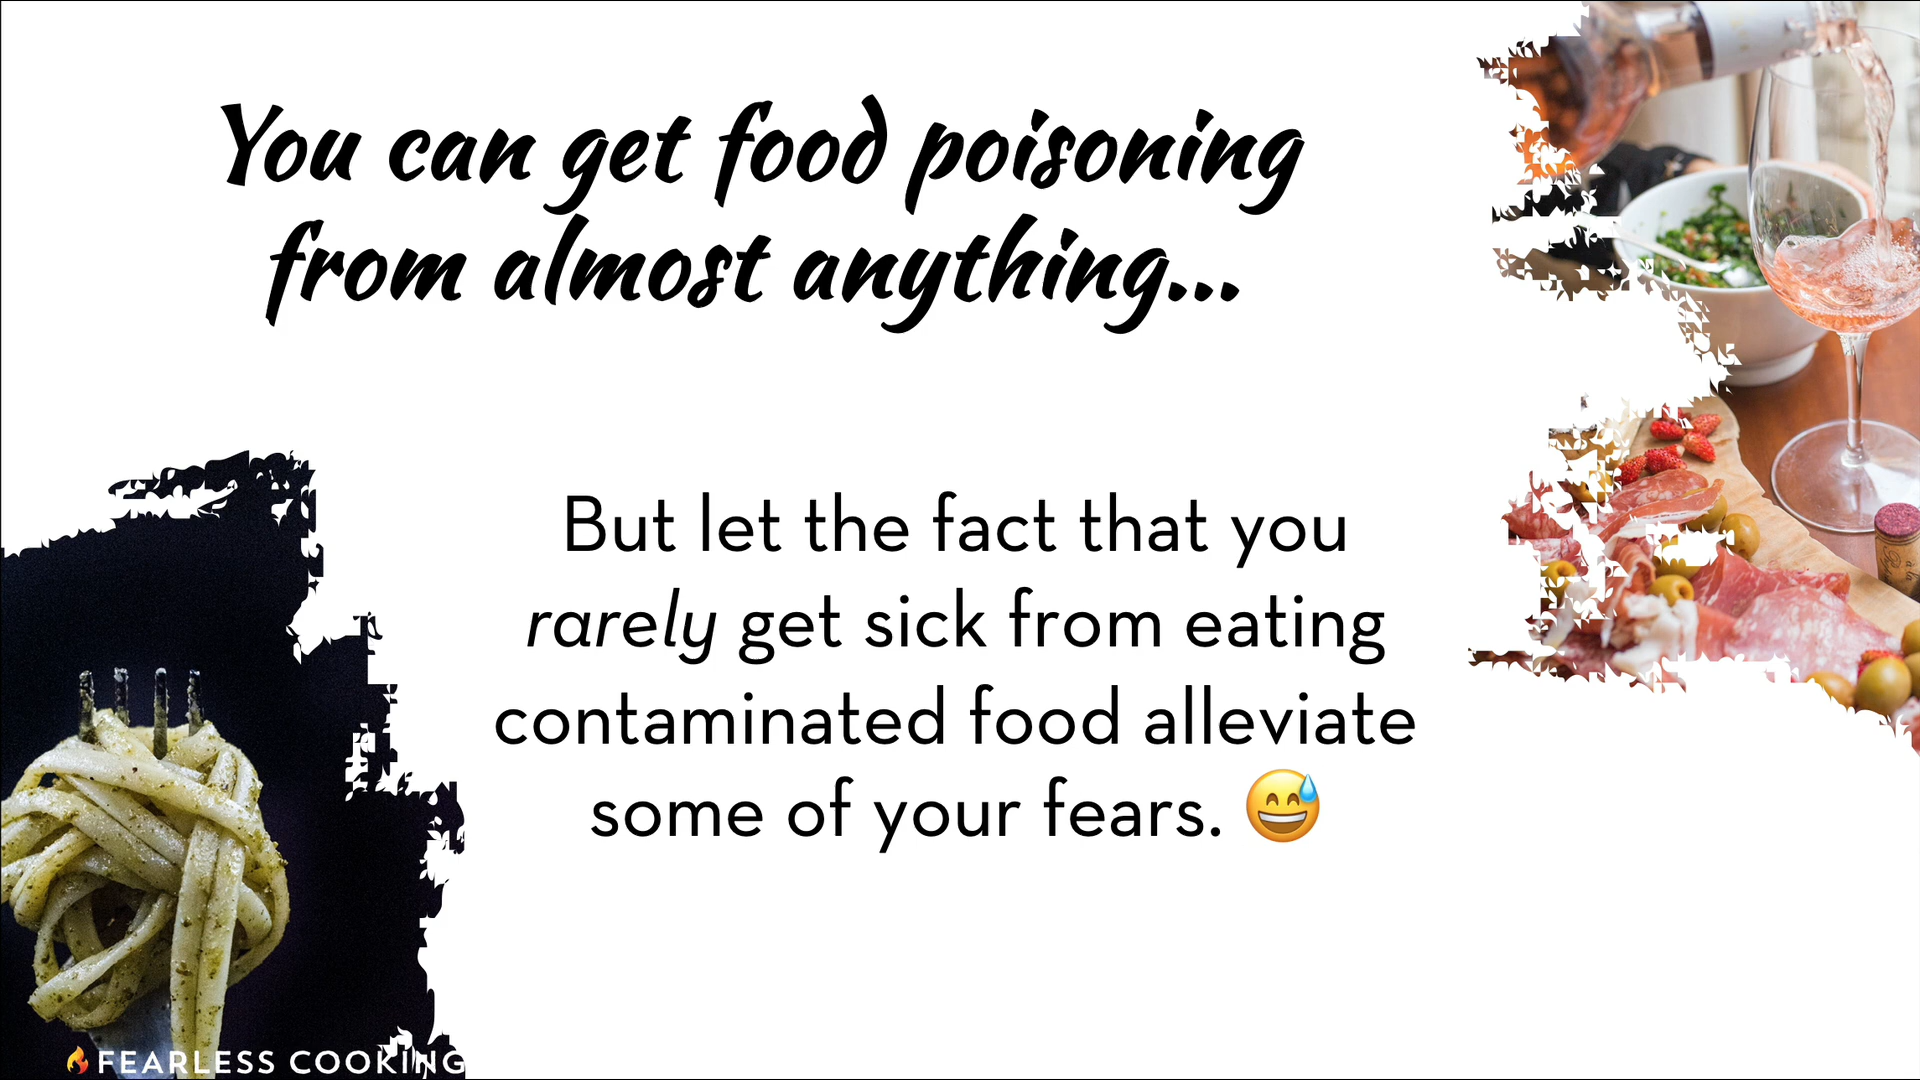 You can get food poisoning
from almost anything...
But let the fact that you
rarely get sick from eating
contaminated food alleviate
some of your fears. 😅
🔥FEARLESS COOKING